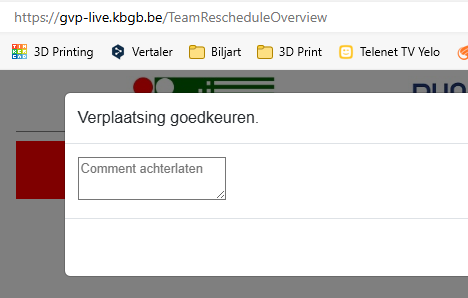 https://gvp-live.kbgb.be/TeamRescheduleOverview
3D Printing Vertaler Biljart 3D Print Telenet TV Yelo
Verplaatsing goedkeuren.
Comment achterlaten